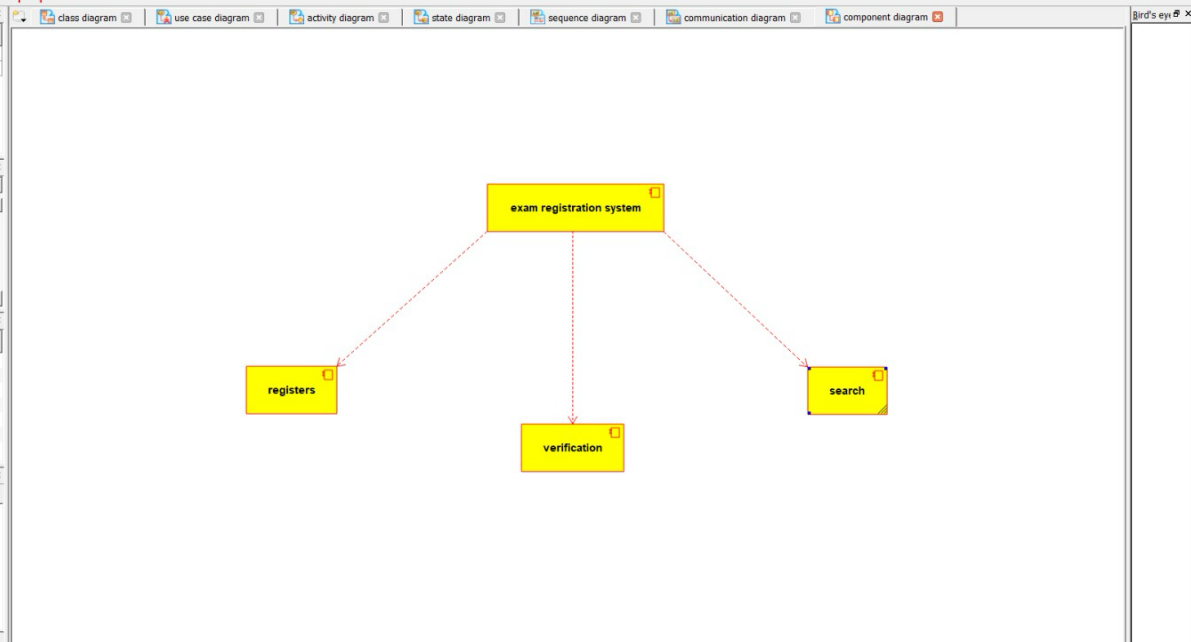 class diagram
use case diagram
activity diagram
state diagram
sequence diagram
communication diagram
component diagram
Bird's eye
exam registration system
registers
search
verification